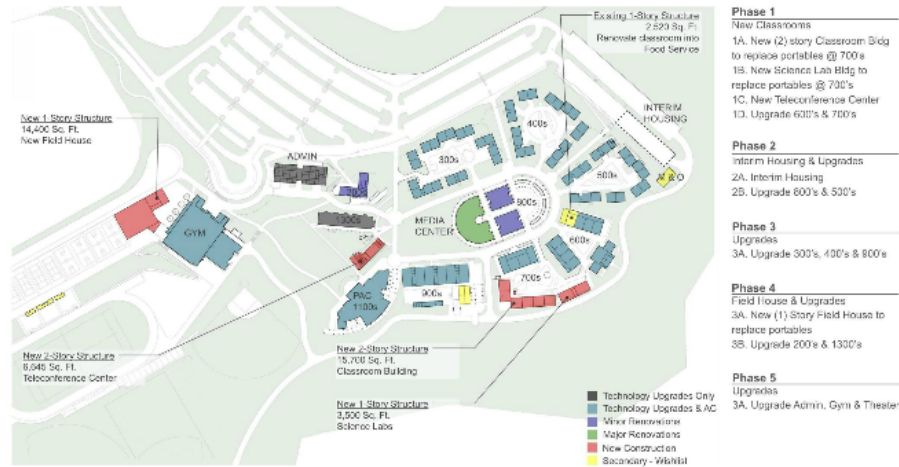 Existing 1-Story Structure
2,520 Sq. Ft.
Renovate classroom into
Food Service
New 1-Story Structure
14,400 Sq. Ft.
New Field House
INTERIM
HOUSING
400s
ADMIN
300s
500s
M & O
1300s
MEDIA
CENTER
800s
GYM
600s
700s
PAC
1100s
900s
New 2-Story Structure
6,645 Sq. Ft.
Teleconference Center
New 2-Story Structure
15,700 Sq. Ft.
Classroom Building
New 1-Story Structure
3,500 Sq. Ft.
Science Labs
Technology Upgrades Only
Technology Upgrades & AC
Minor Renovations
Major Renovations
New Construction
Secondary - Wishlist
Phase 1
New Classrooms
1A. New (2) story Classroom Bldg
to replace portables @ 700's
1B. New Science Lab Bldg to
replace portables @ 700's
1C. New Teleconference Center
1D. Upgrade 600's & 700's
Phase 2
Interim Housing & Upgrades
2A. Interim Housing
2B. Upgrade 800's & 500's
Phase 3
Upgrades
3A. Upgrade 300's, 400's & 900's
Phase 4
Field House & Upgrades
3A. New (1) Story Field House to
replace portables
3B. Upgrade 200's & 1300's
Phase 5
Upgrades
3A. Upgrade Admin, Gym & Theater